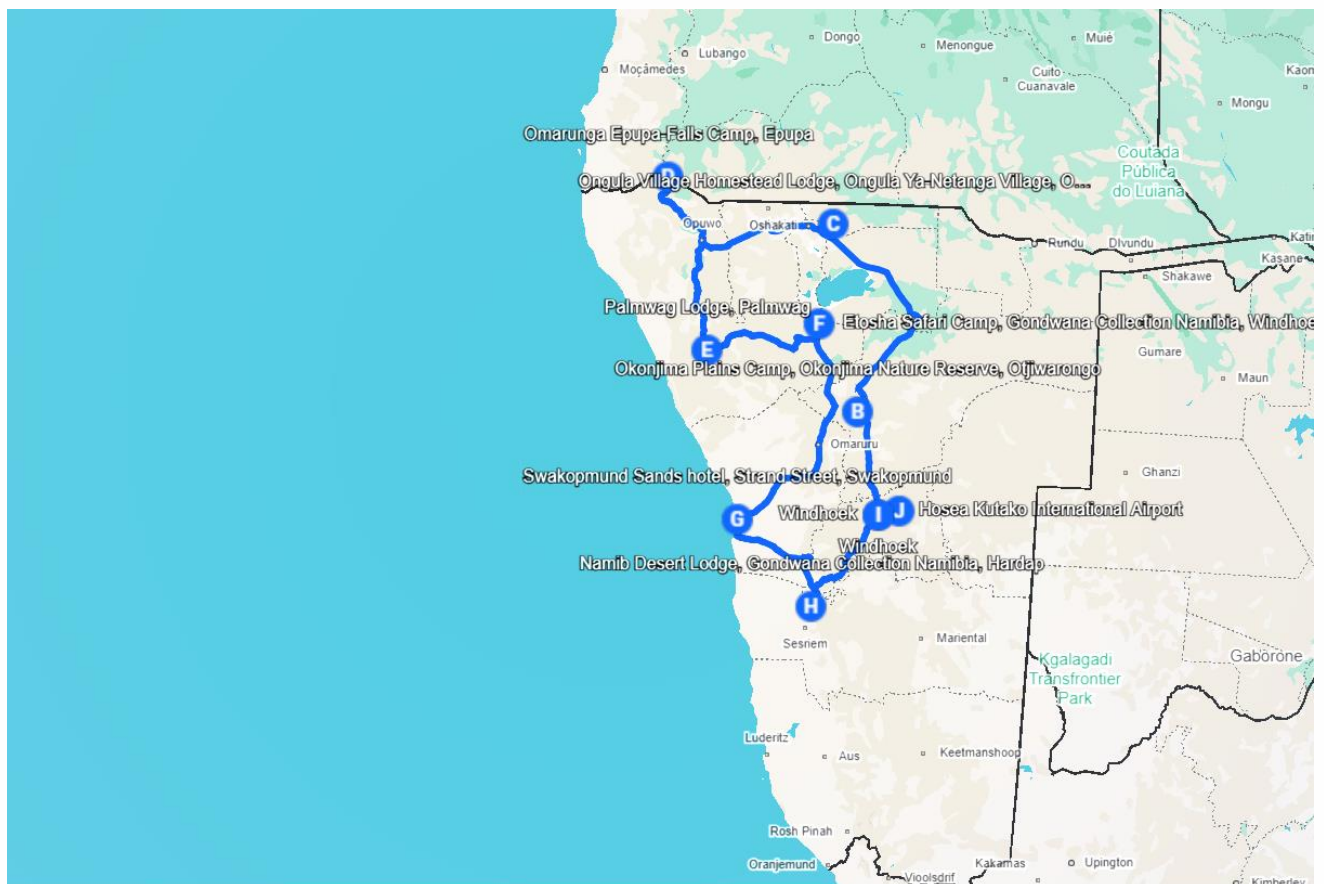 Dongo
Muié
Lubango
Menongue
Moçâmedes
Cuito
Cuanavale
Kaon
Mongu
Omarunga Epupa-Falls Camp, Epupa
Coutada
Pública
do Luiana
D
Ongula Village Homestead Lodge, Ongula Ya-Netanga Village, O...
Opuwo
Oshakati
C
Rundu
Divundu
Katim
Kasane
Shakawe
Palmwag Lodge, Palmwag
F
Etosha Safari Camp, Gondwana Collection Namibia, Windhoe
E
Gumare
Okonjima Plains Camp, Okonjima Nature Reserve, Otjiwarongo
Maun
B
Omaruru
Ghanzi
Swakopmund Sands hotel, Strand Street, Swakopmund
G
Windhoek
I
J
Hosea Kutako International Airport
Windhoek
Namib Desert Lodge, Gondwana Collection Namibia, Hardap
H
Sesriem
Mariental
Kgalagadi
Transfrontier
Park
Gaborone
Luderitz
Aus
Keetmanshoop
Rosh Pinah
Oranjemund
Kakamas
Upington
Vioolsdrif
Kimberley